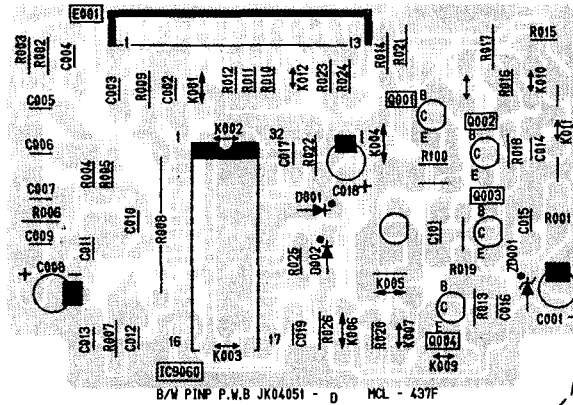 E001
1 13
R003 R002 C004 C003 R009 C002 K001 R012 R011 R010 K012 R023 R024 R014 R021 R017 R016 K010 R015
C005
Q001 B C E
Q002 B C E
1 K002 32
C006 C017 R022 C018 + K004 R100 R018 C014
R004 R005
C007
R006
C009 C011 C010 R008
D001
D002
Q003 B C E
C101 C015 R001
R019 ZD001
C008 + -
R025 K005
B C E Q004 R013 C016 C001 -
C013 R007 C012 16 K003 17 C019 R026 K006 R020 K007 K009
IC9060
B/W PINP P.W.B JK04051 - D MCL - 437F